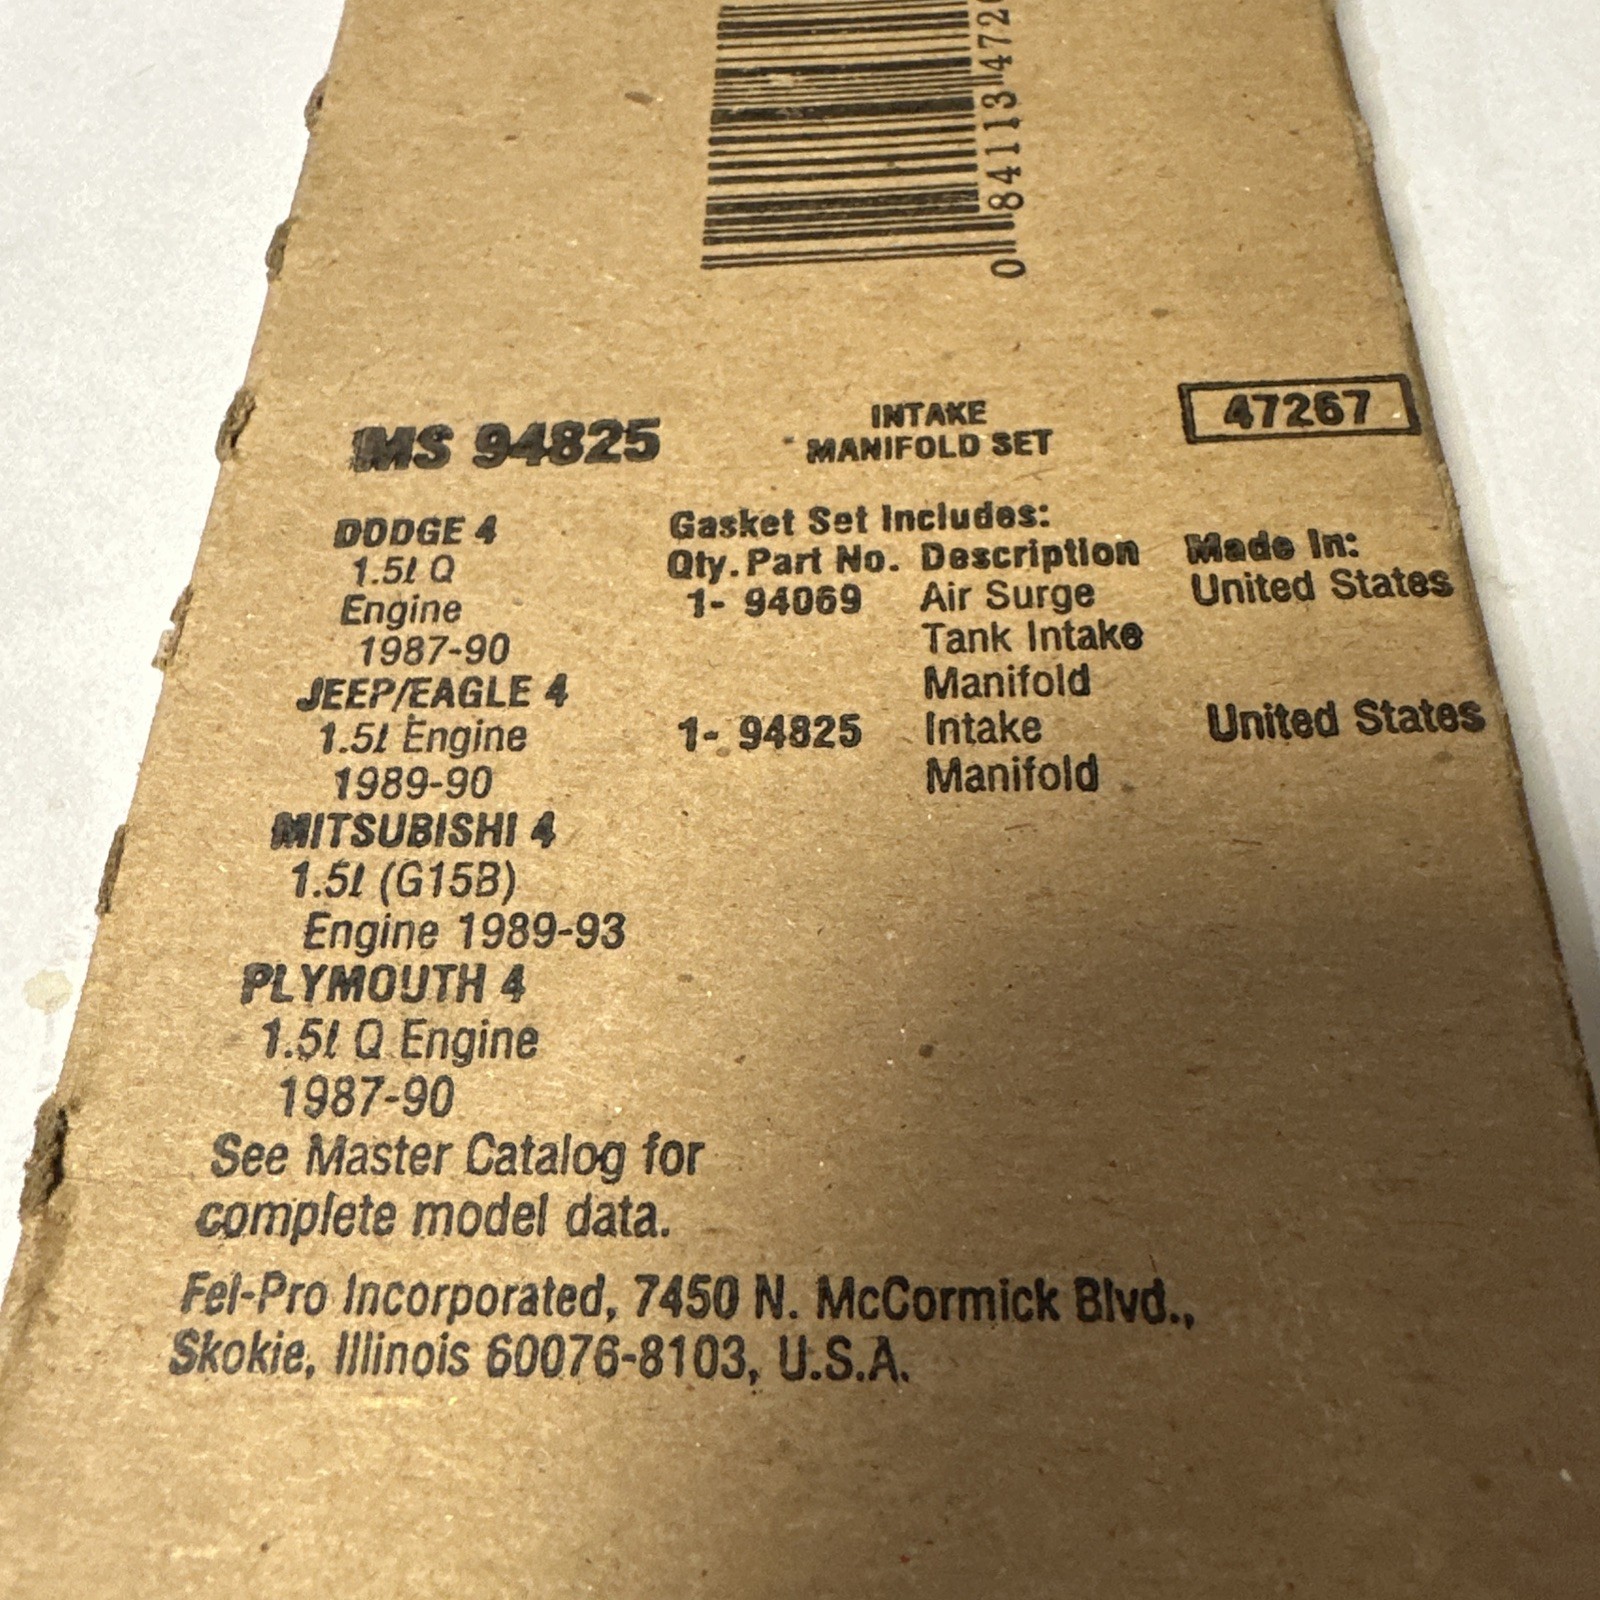 0 84113 472
MS 94825
INTAKE
MANIFOLD SET
47267
DODGE 4
1.5l Q
Engine
1987-90
JEEP/EAGLE 4
1.5l Engine
1989-90
MITSUBISHI 4
1.5l (G15B)
Engine 1989-93
PLYMOUTH 4
1.5l Q Engine
1987-90
See Master Catalog for
complete model data.
Gasket Set Includes:
Qty. Part No. Description Made In:
1- 94069 Air Surge United States
Tank Intake
Manifold
1- 94825 Intake United States
Manifold
Fel-Pro Incorporated, 7450 N. McCormick Blvd.,
Skokie, Illinois 60076-8103, U.S.A.